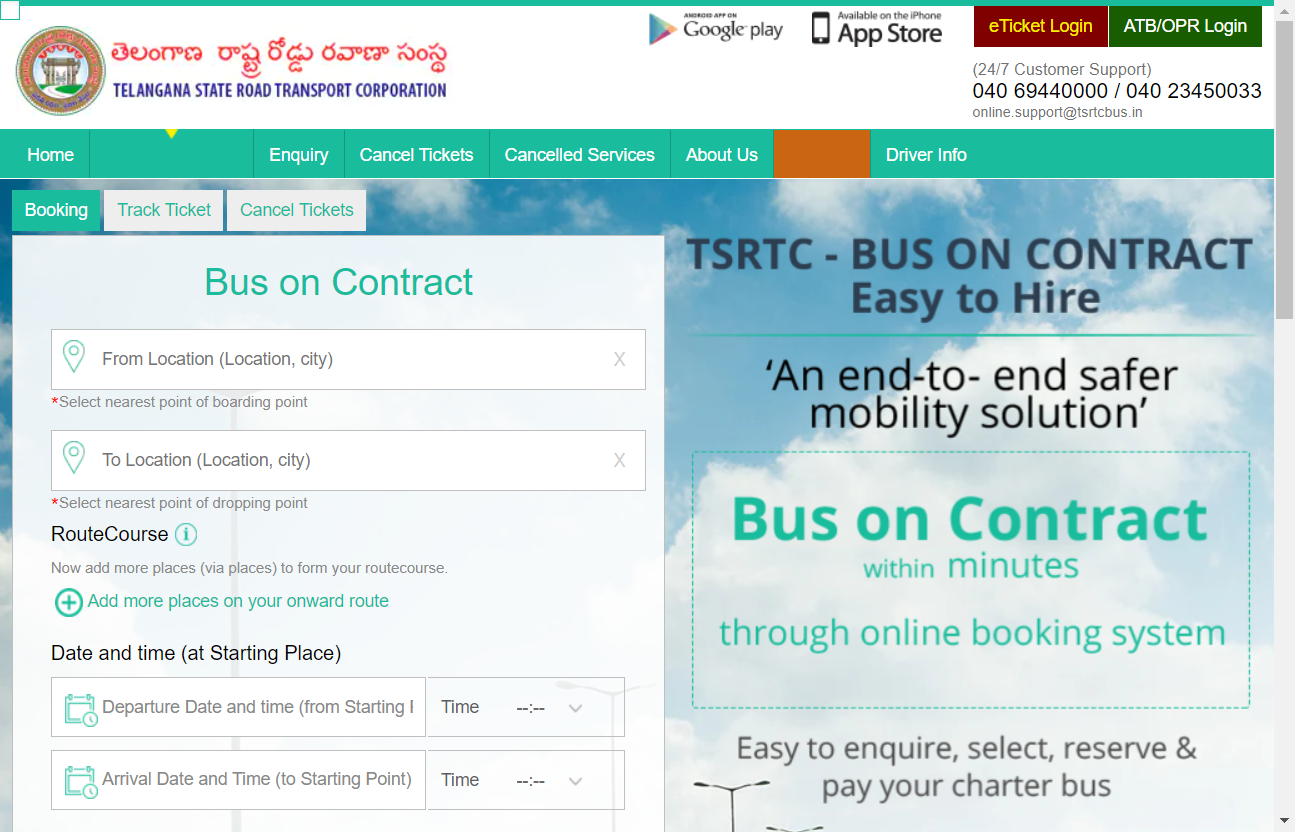 ANDROID APP ON
Google play
Available on the iPhone
App Store
eTicket Login
ATB/OPR Login
తెలంగాణ రాష్ట్ర రోడ్డు రవాణా సంస్థ
TELANGANA STATE ROAD TRANSPORT CORPORATION
(24/7 Customer Support)
040 69440000 / 040 23450033
online.support@tsrtcbus.in
Home
Enquiry
Cancel Tickets
Cancelled Services
About Us
Driver Info
Booking
Track Ticket
Cancel Tickets
Bus on Contract
From Location (Location, city)
X
*Select nearest point of boarding point
To Location (Location, city)
X
*Select nearest point of dropping point
RouteCourse i
Now add more places (via places) to form your routecourse.
Add more places on your onward route
Date and time (at Starting Place)
Departure Date and time (from Starting
Time --:--
Arrival Date and Time (to Starting Point)
Time --:--
TSRTC - BUS ON CONTRACT
Easy to Hire
‘An end-to- end safer
mobility solution’
Bus on Contract
within minutes
through online booking system
Easy to enquire, select, reserve &
pay your charter bus